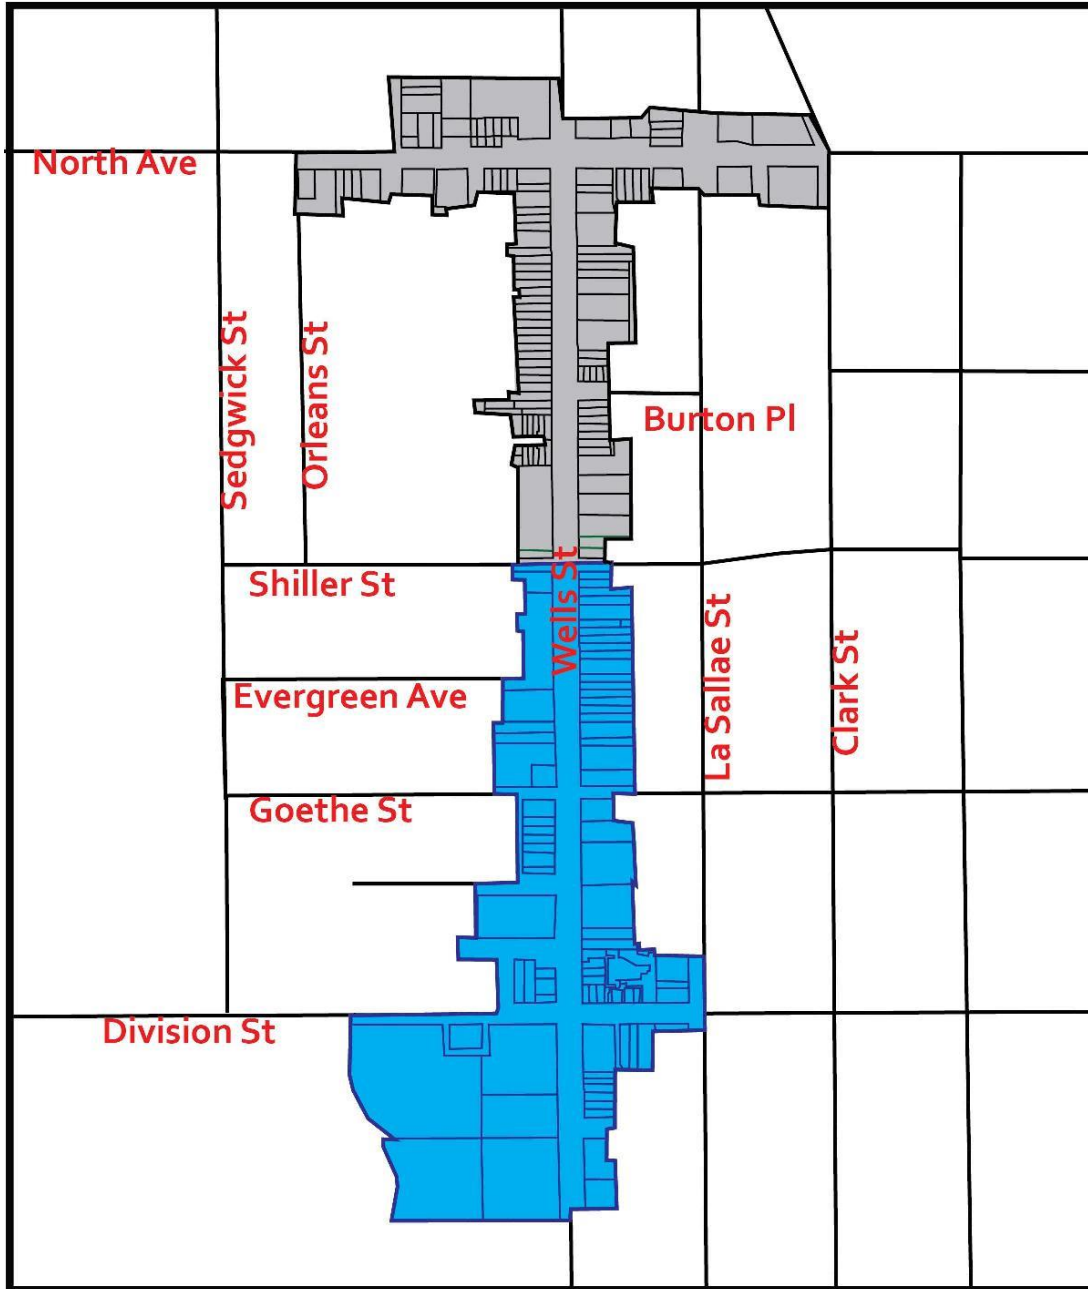 North Ave
Sedgwick St
Orleans St
Burton Pl
Shiller St
Wells St
La Sallae St
Clark St
Evergreen Ave
Goethe St
Division St